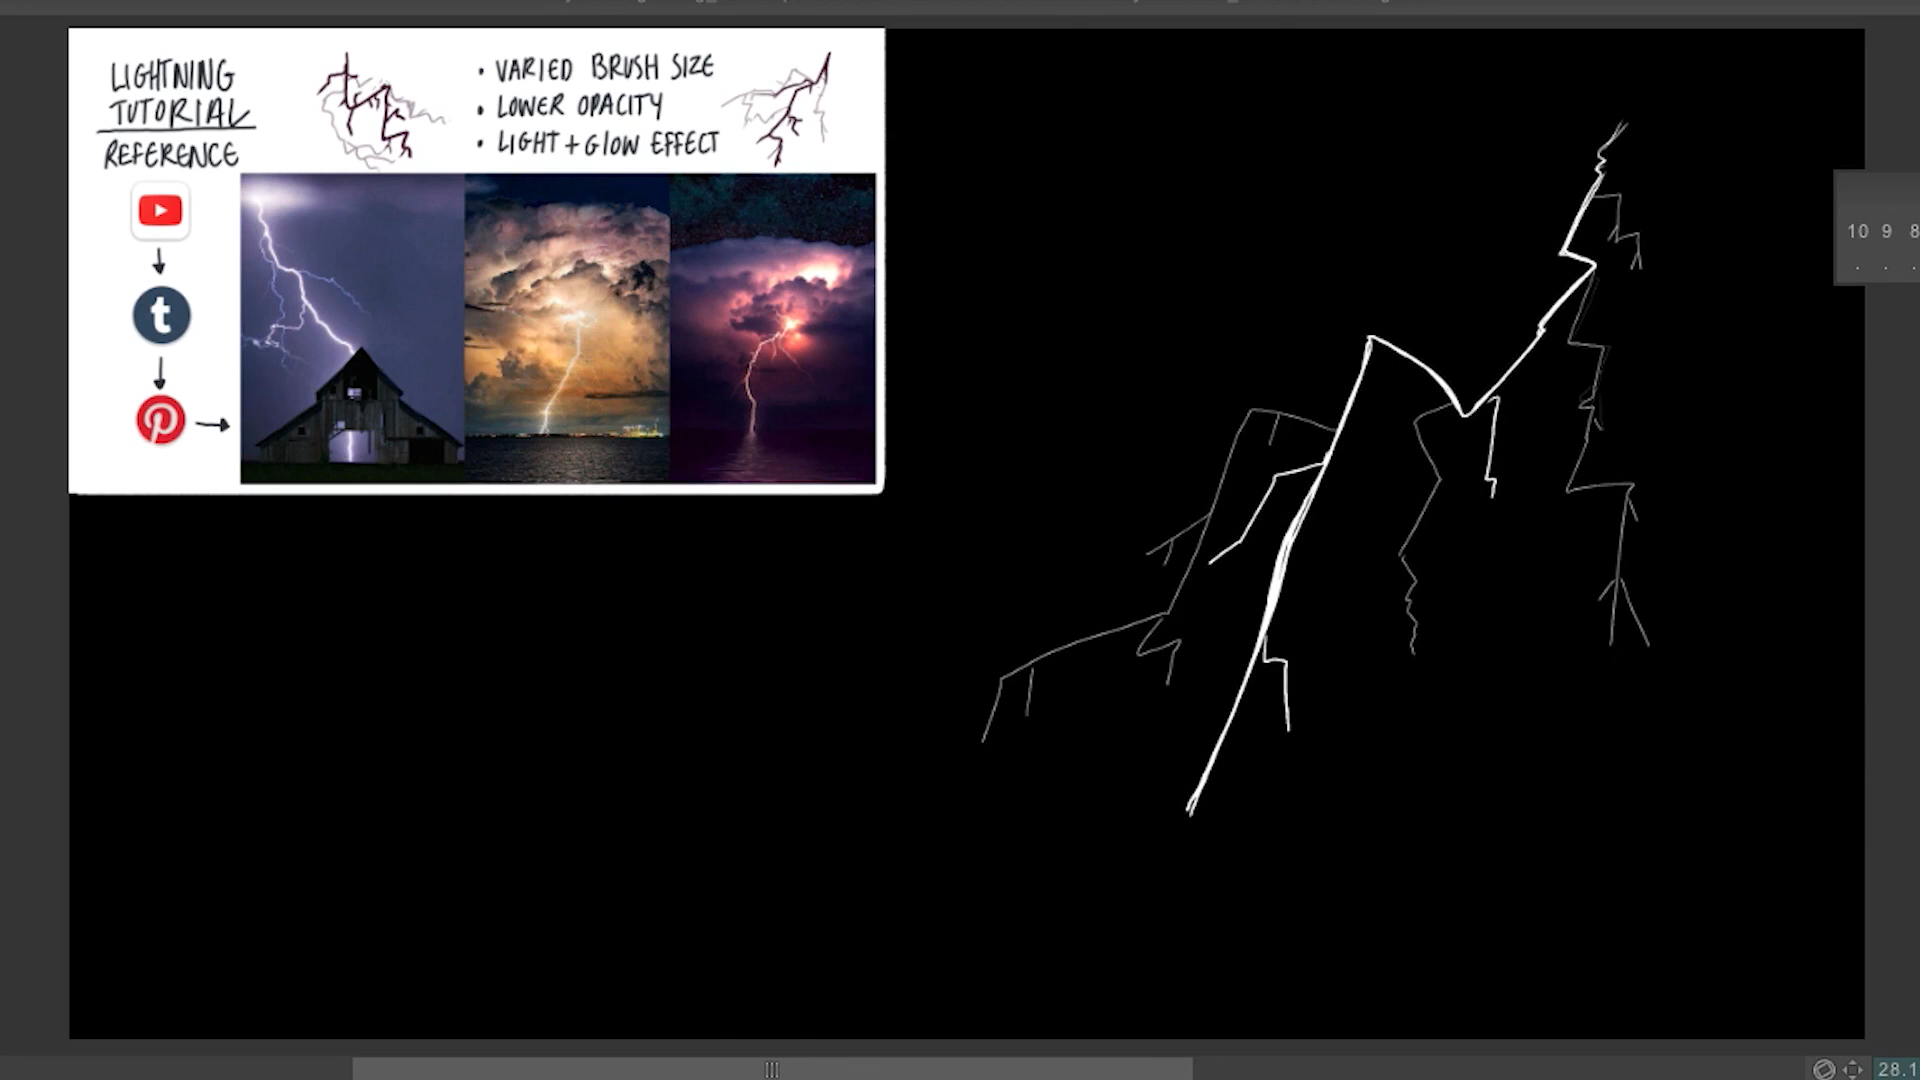 LIGHTNING
TUTORIAL
REFERENCE
• VARIED BRUSH SIZE
• LOWER OPACITY
• LIGHT + GLOW EFFECT
t
10 9 8
28.1